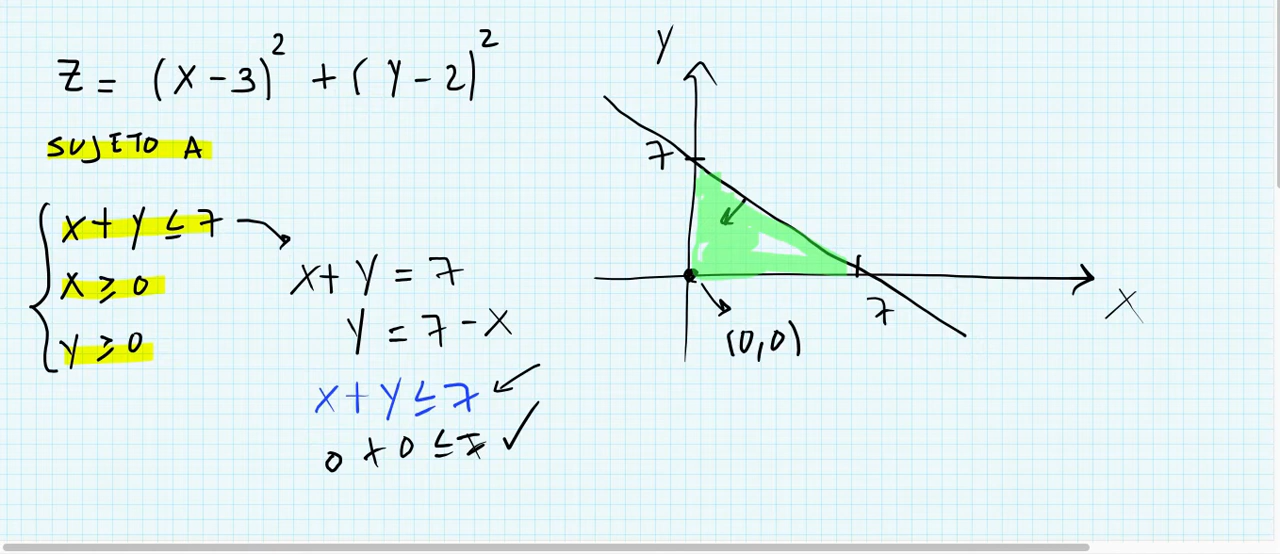 Z = (X - 3)² + (Y - 2)²
SUJETO A
X + Y ≤ 7
X ≥ 0
Y ≥ 0
X + Y = 7
Y = 7 - X
X + Y ≤ 7
0 + 0 ≤ 7 ✓
Y
7
7
X
(0,0)